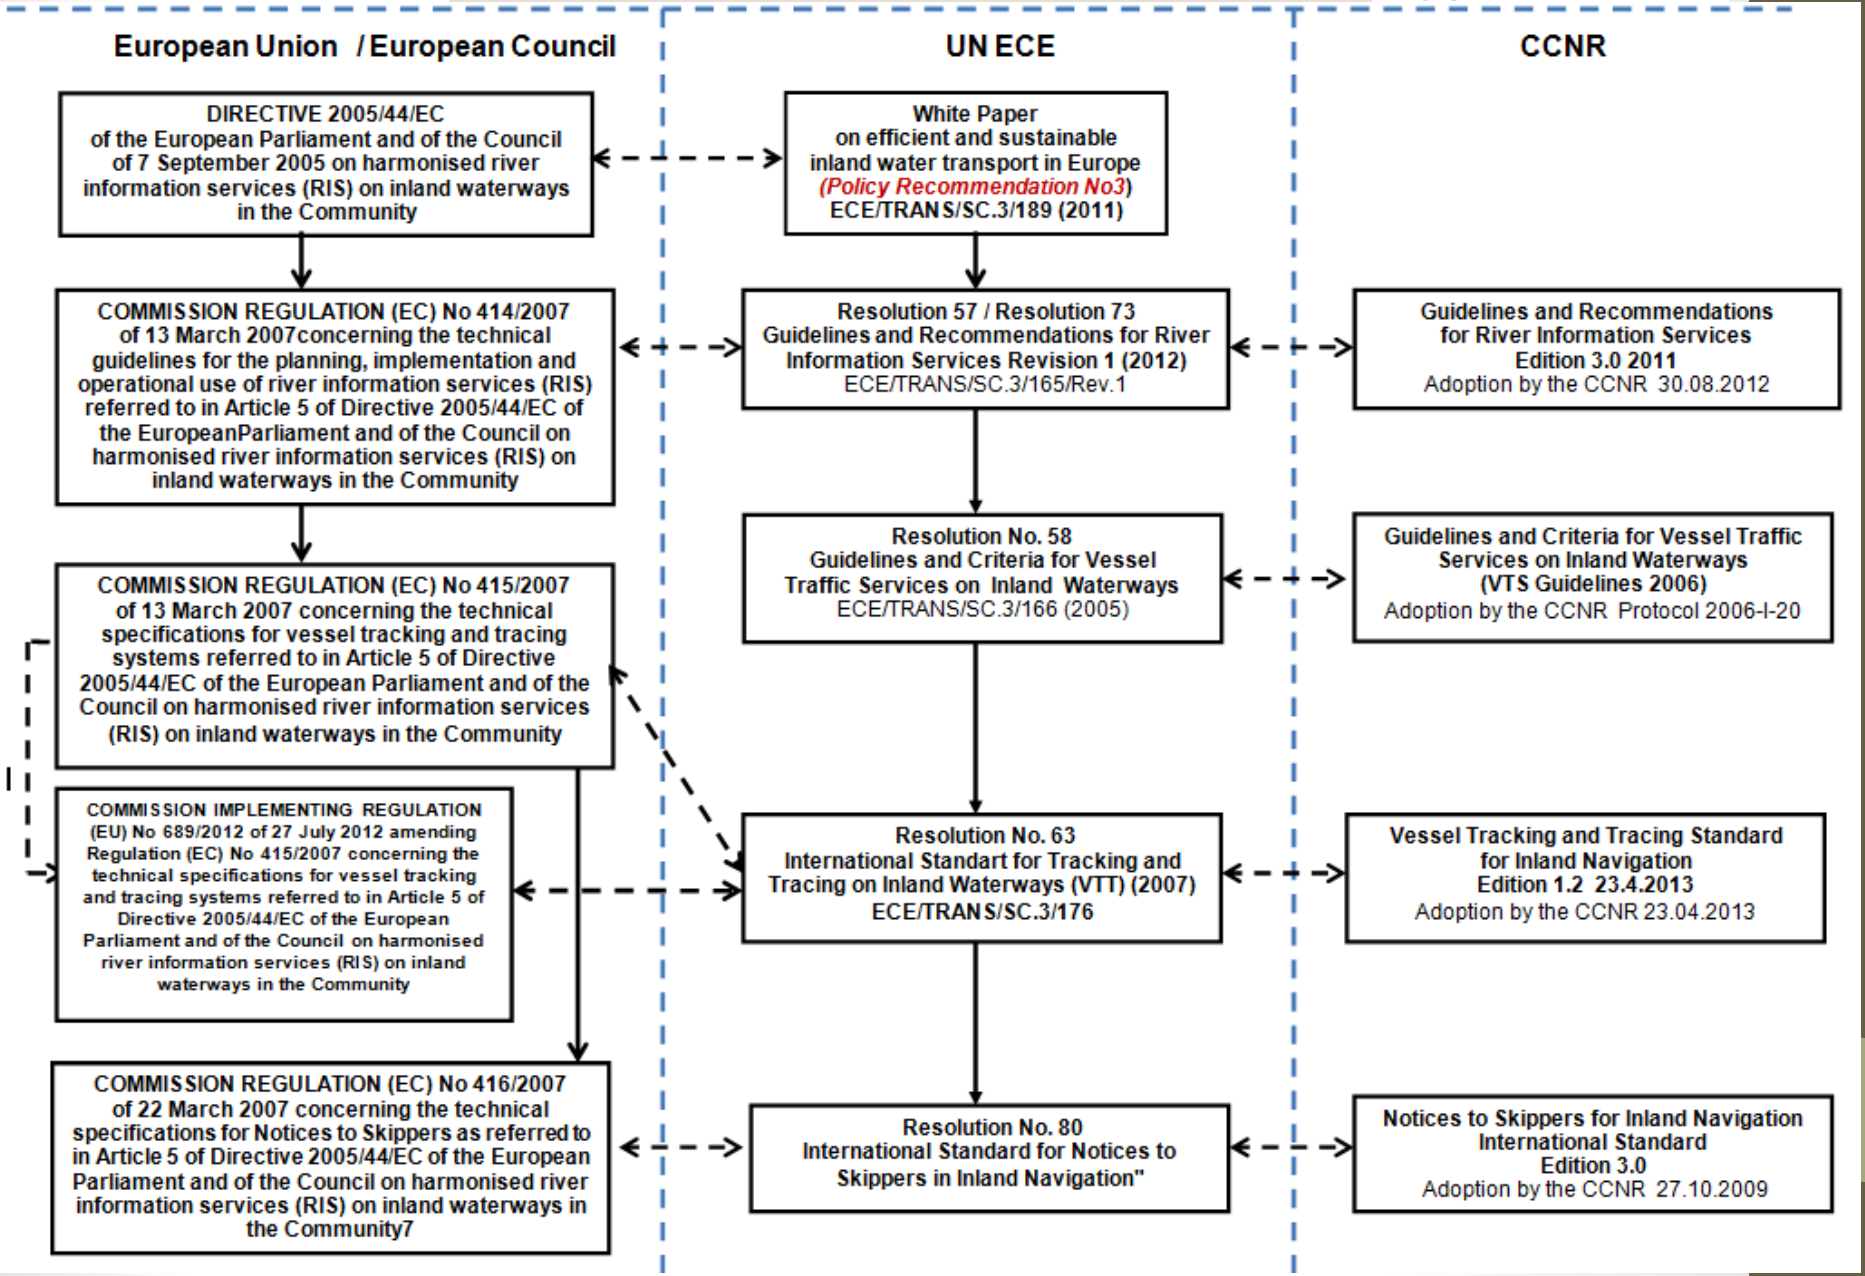 European Union / European Council
UN ECE
CCNR
DIRECTIVE 2005/44/EC
of the European Parliament and of the Council
of 7 September 2005 on harmonised river
information services (RIS) on inland waterways
in the Community
White Paper
on efficient and sustainable
inland water transport in Europe
(Policy Recommendation No3)
ECE/TRANS/SC.3/189 (2011)
COMMISSION REGULATION (EC) No 414/2007
of 13 March 2007concerning the technical
guidelines for the planning, implementation and
operational use of river information services (RIS)
referred to in Article 5 of Directive 2005/44/EC of
the EuropeanParliament and of the Council on
harmonised river information services (RIS) on
inland waterways in the Community
Resolution 57 / Resolution 73
Guidelines and Recommendations for River
Information Services Revision 1 (2012)
ECE/TRANS/SC.3/165/Rev.1
Guidelines and Recommendations
for River Information Services
Edition 3.0 2011
Adoption by the CCNR 30.08.2012
Resolution No. 58
Guidelines and Criteria for Vessel
Traffic Services on Inland Waterways
ECE/TRANS/SC.3/166 (2005)
Guidelines and Criteria for Vessel Traffic
Services on Inland Waterways
(VTS Guidelines 2006)
Adoption by the CCNR Protocol 2006-I-20
COMMISSION REGULATION (EC) No 415/2007
of 13 March 2007 concerning the technical
specifications for vessel tracking and tracing
systems referred to in Article 5 of Directive
2005/44/EC of the European Parliament and of the
Council on harmonised river information services
(RIS) on inland waterways in the Community
COMMISSION IMPLEMENTING REGULATION
(EU) No 689/2012 of 27 July 2012 amending
Regulation (EC) No 415/2007 concerning the
technical specifications for vessel tracking
and tracing systems referred to in Article 5 of
Directive 2005/44/EC of the European
Parliament and of the Council on harmonised
river information services (RIS) on inland
waterways in the Community
Resolution No. 63
International Standart for Tracking and
Tracing on Inland Waterways (VTT) (2007)
ECE/TRANS/SC.3/176
Vessel Tracking and Tracing Standard
for Inland Navigation
Edition 1.2 23.4.2013
Adoption by the CCNR 23.04.2013
COMMISSION REGULATION (EC) No 416/2007
of 22 March 2007 concerning the technical
specifications for Notices to Skippers as referred to
in Article 5 of Directive 2005/44/EC of the European
Parliament and of the Council on harmonised river
information services (RIS) on inland waterways in
the Community7
Resolution No. 80
International Standard for Notices to
Skippers in Inland Navigation"
Notices to Skippers for Inland Navigation
International Standard
Edition 3.0
Adoption by the CCNR 27.10.2009